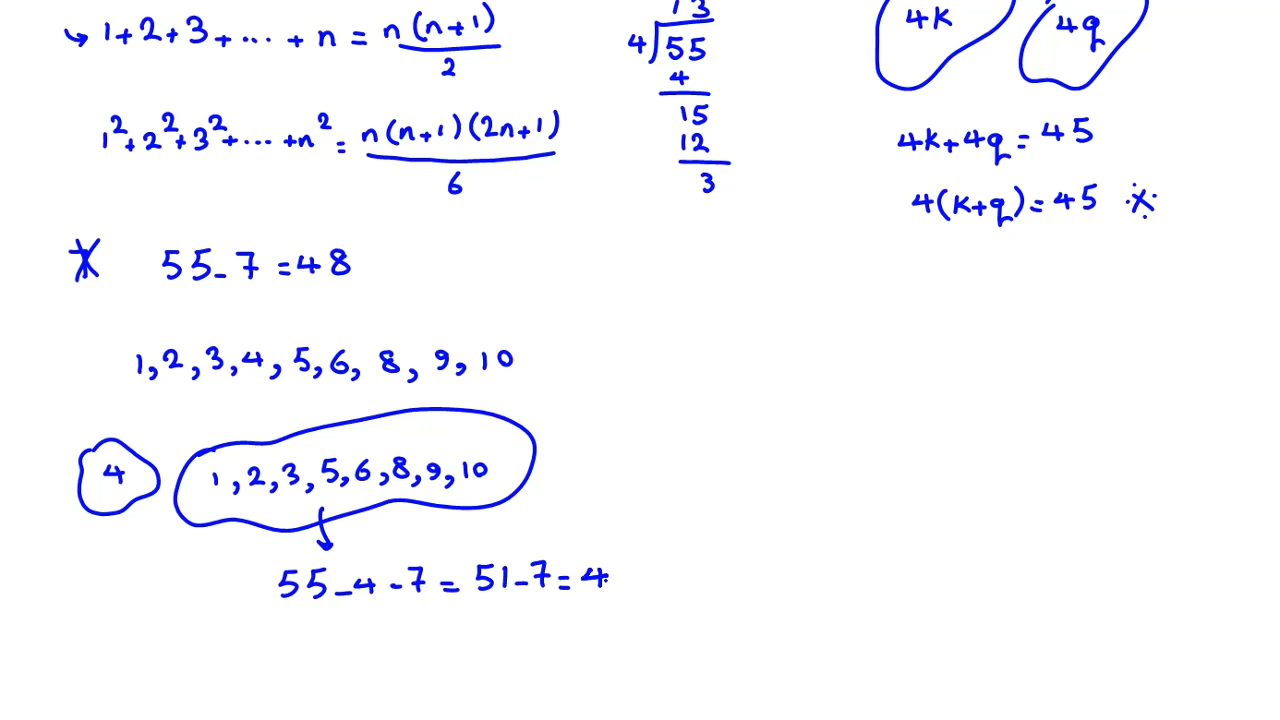 ↳ 1+2+3+...+n = n(n+1)/2
1²+2²+3²+...+n² = n(n+1)(2n+1)/6
13
4√55
4
15
12
3
4k 4q
4k+4q=45
4(k+q)=45 ※
7 55-7=48
1,2,3,4,5,6,8,9,10
4 1,2,3,5,6,8,9,10
↓
55-4-7=51-7=4